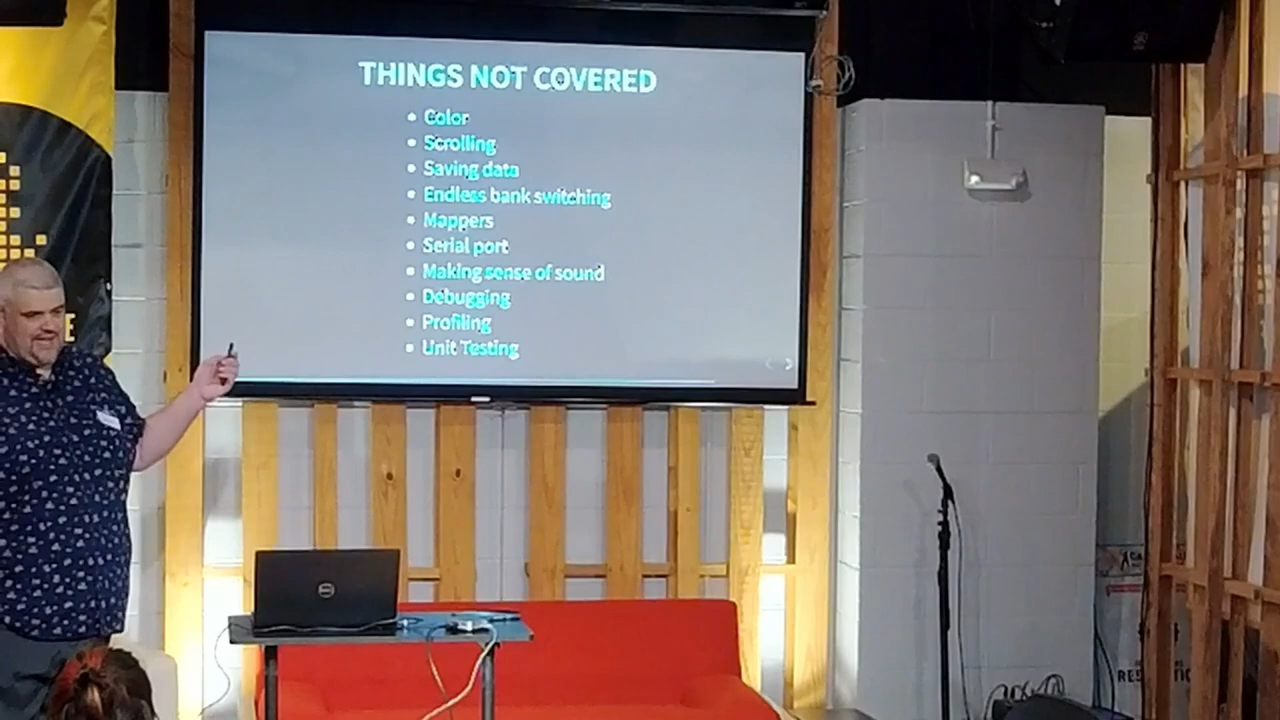 THINGS NOT COVERED
• Color
• Scrolling
• Saving data
• Endless bank switching
• Mappers
• Serial port
• Making sense of sound
• Debugging
• Profiling
• Unit Testing
DELL